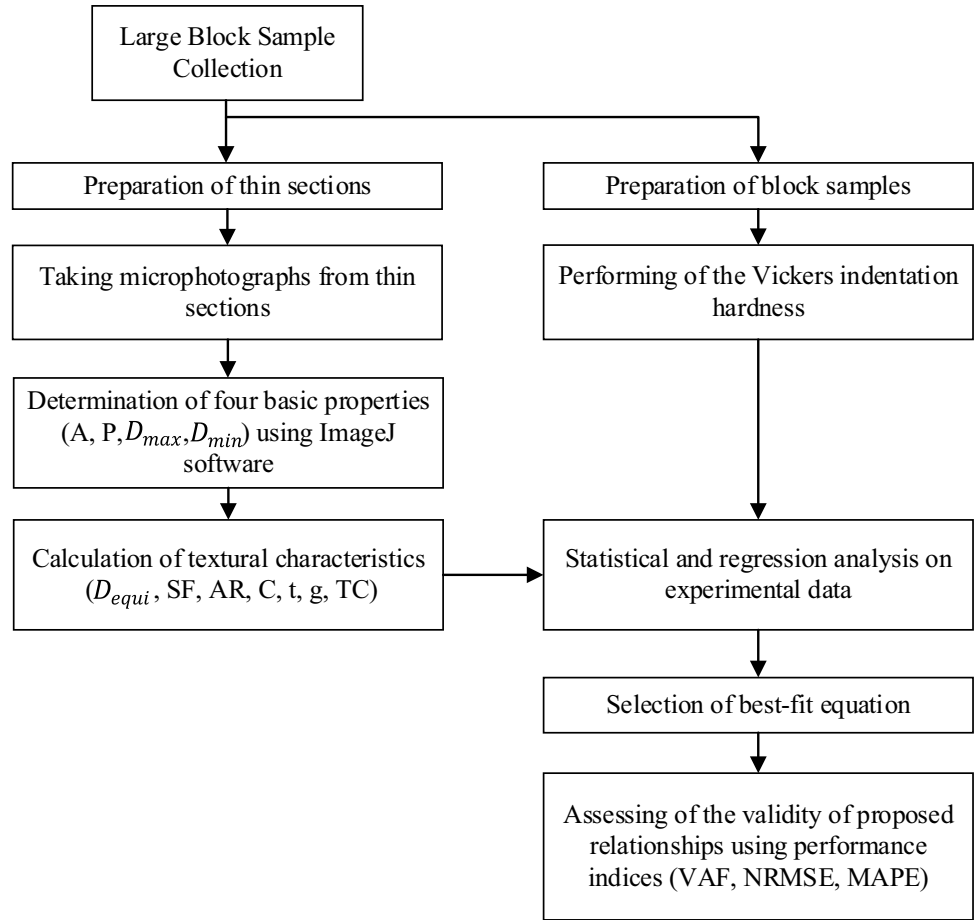 Large Block Sample
Collection
Preparation of thin sections
Preparation of block samples
Taking microphotographs from thin
sections
Performing of the Vickers indentation
hardness
Determination of four basic properties
(A, P, D_max, D_min) using ImageJ
software
Calculation of textural characteristics
(D_equi, SF, AR, C, t, g, TC)
Statistical and regression analysis on
experimental data
Selection of best-fit equation
Assessing of the validity of proposed
relationships using performance
indices (VAF, NRMSE, MAPE)